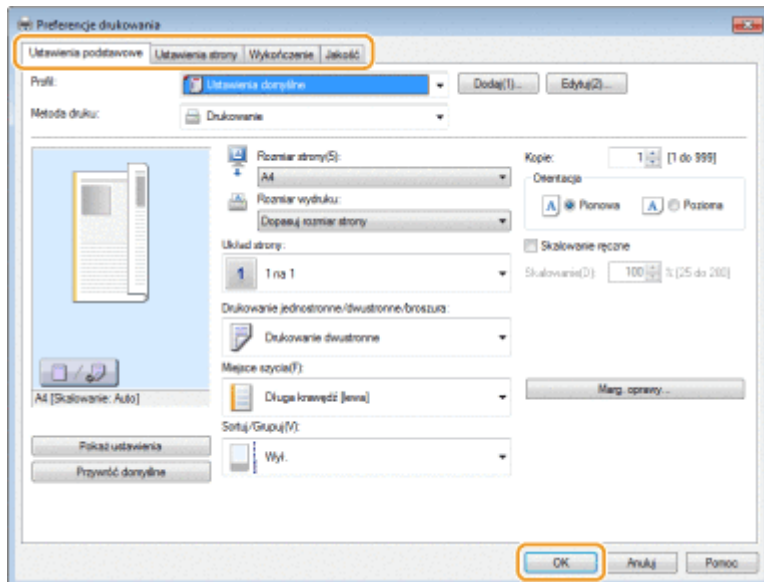 Preferencje drukowania
Ustawienia podstawowe Ustawienia strony Wykończenie Jakość
Profil: Ustawienia domyślne Dodaj(1)... Edytuj(2)...
Metoda druku: Drukowanie
Rozmiar strony(S):
A4
Rozmiar wydruku:
Dopasuj rozmiar strony
Układ strony:
1 1 na 1
Drukowanie jednostronne/dwustronne/broszura:
Drukowanie dwustronne
Miejsce szycia(F):
Długa krawędź [lewa]
Sortuj/Grupuj(V):
Wył.
Kopie: 1 [1 do 999]
Orientacja
A Pionowa A Pozioma
Skalowanie ręczne
Skalowanie(D): 100 % [25 do 200]
Marg. oprawy...
A4 [Skalowanie: Auto]
Pokaż ustawienia
Przywróć domyślne
OK Anuluj Pomoc